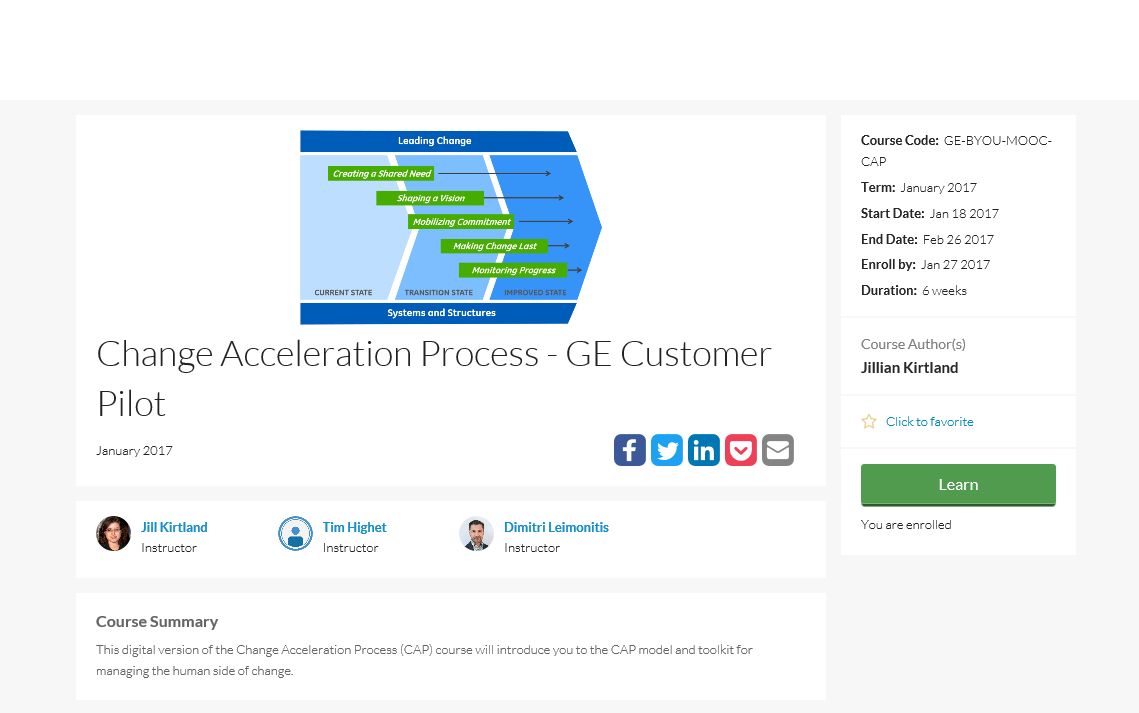 Leading Change
Creating a Shared Need
Shaping a Vision
Mobilizing Commitment
Making Change Last
Monitoring Progress
CURRENT STATE
TRANSITION STATE
IMPROVED STATE
Systems and Structures
Change Acceleration Process - GE Customer
Pilot
January 2017
Jill Kirtland
Instructor
Tim Highet
Instructor
Dimitri Leimonitis
Instructor
Course Summary
This digital version of the Change Acceleration Process (CAP) course will introduce you to the CAP model and toolkit for
managing the human side of change.
Course Code: GE-BYOU-MOOC-
CAP
Term: January 2017
Start Date: Jan 18 2017
End Date: Feb 26 2017
Enroll by: Jan 27 2017
Duration: 6 weeks
Course Author(s)
Jillian Kirtland
Click to favorite
Learn
You are enrolled